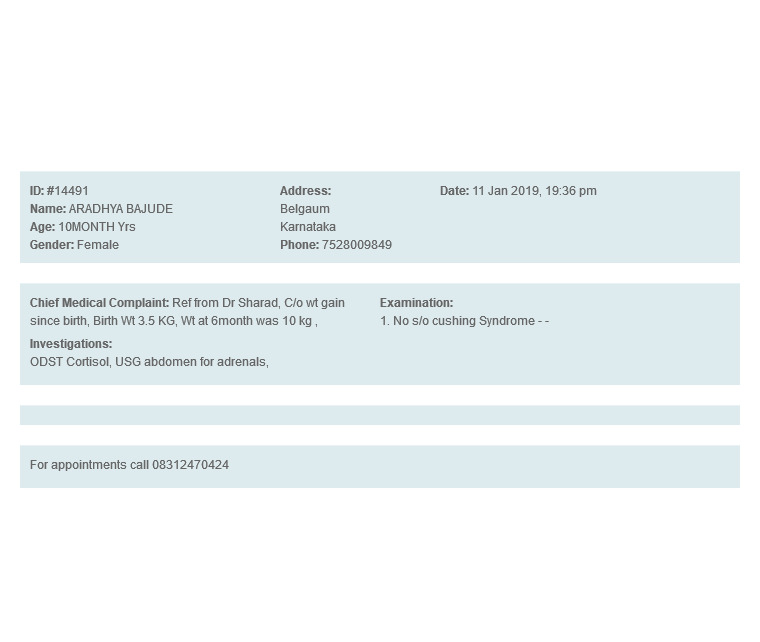 ID: #14491
Name: ARADHYA BAJUDE
Age: 10MONTH Yrs
Gender: Female
Address:
Belgaum
Karnataka
Phone: 7528009849
Date: 11 Jan 2019, 19:36 pm
Chief Medical Complaint: Ref from Dr Sharad, C/o wt gain
since birth, Birth Wt 3.5 KG, Wt at 6month was 10 kg ,
Investigations:
ODST Cortisol, USG abdomen for adrenals,
Examination:
1. No s/o cushing Syndrome - -
For appointments call 08312470424